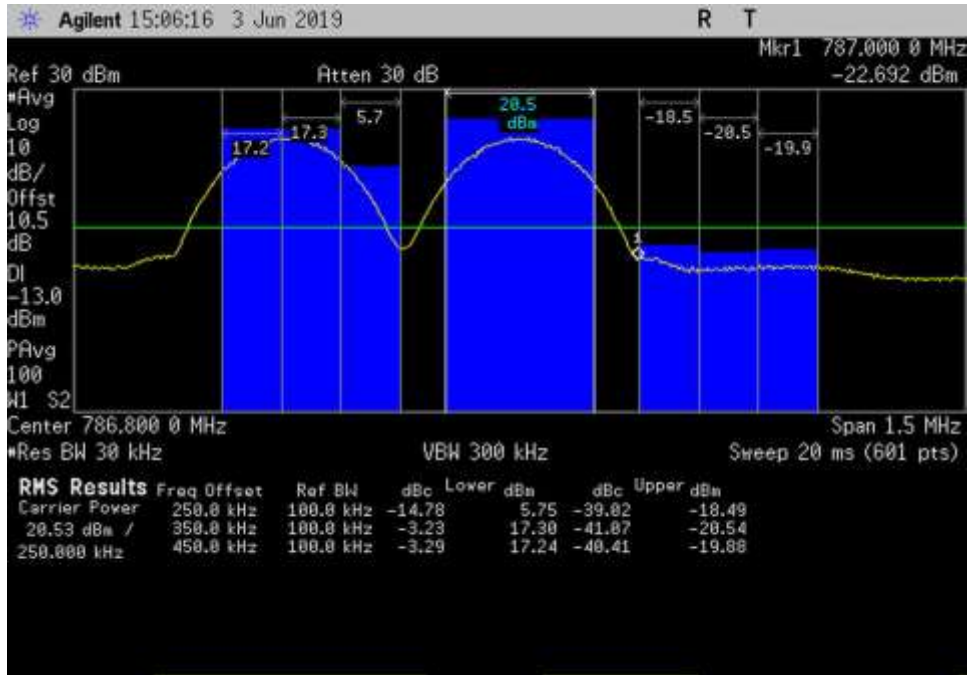 Agilent 15:06:16 3 Jun 2019 R T
Mkr1 787.000 0 MHz
Ref 30 dBm Atten 30 dB -22.692 dBm
#Avg
Log
10
dB/
Offst
10.5
dB
DI
-13.0
dBm
PAvg
100
W1 S2
17.2
17.3
5.7
20.5
dBm
-18.5
-20.5
-19.9
1
Center 786.800 0 MHz Span 1.5 MHz
#Res BW 30 kHz VBW 300 kHz Sweep 20 ms (601 pts)
RMS Results Freq Offset Ref BW dBc Lower dBm dBc Upper dBm
Carrier Power 250.0 kHz 100.0 kHz -14.78 5.75 -39.02 -18.49
20.53 dBm / 350.0 kHz 100.0 kHz -3.23 17.30 -41.07 -20.54
250.000 kHz 450.0 kHz 100.0 kHz -3.29 17.24 -40.41 -19.88